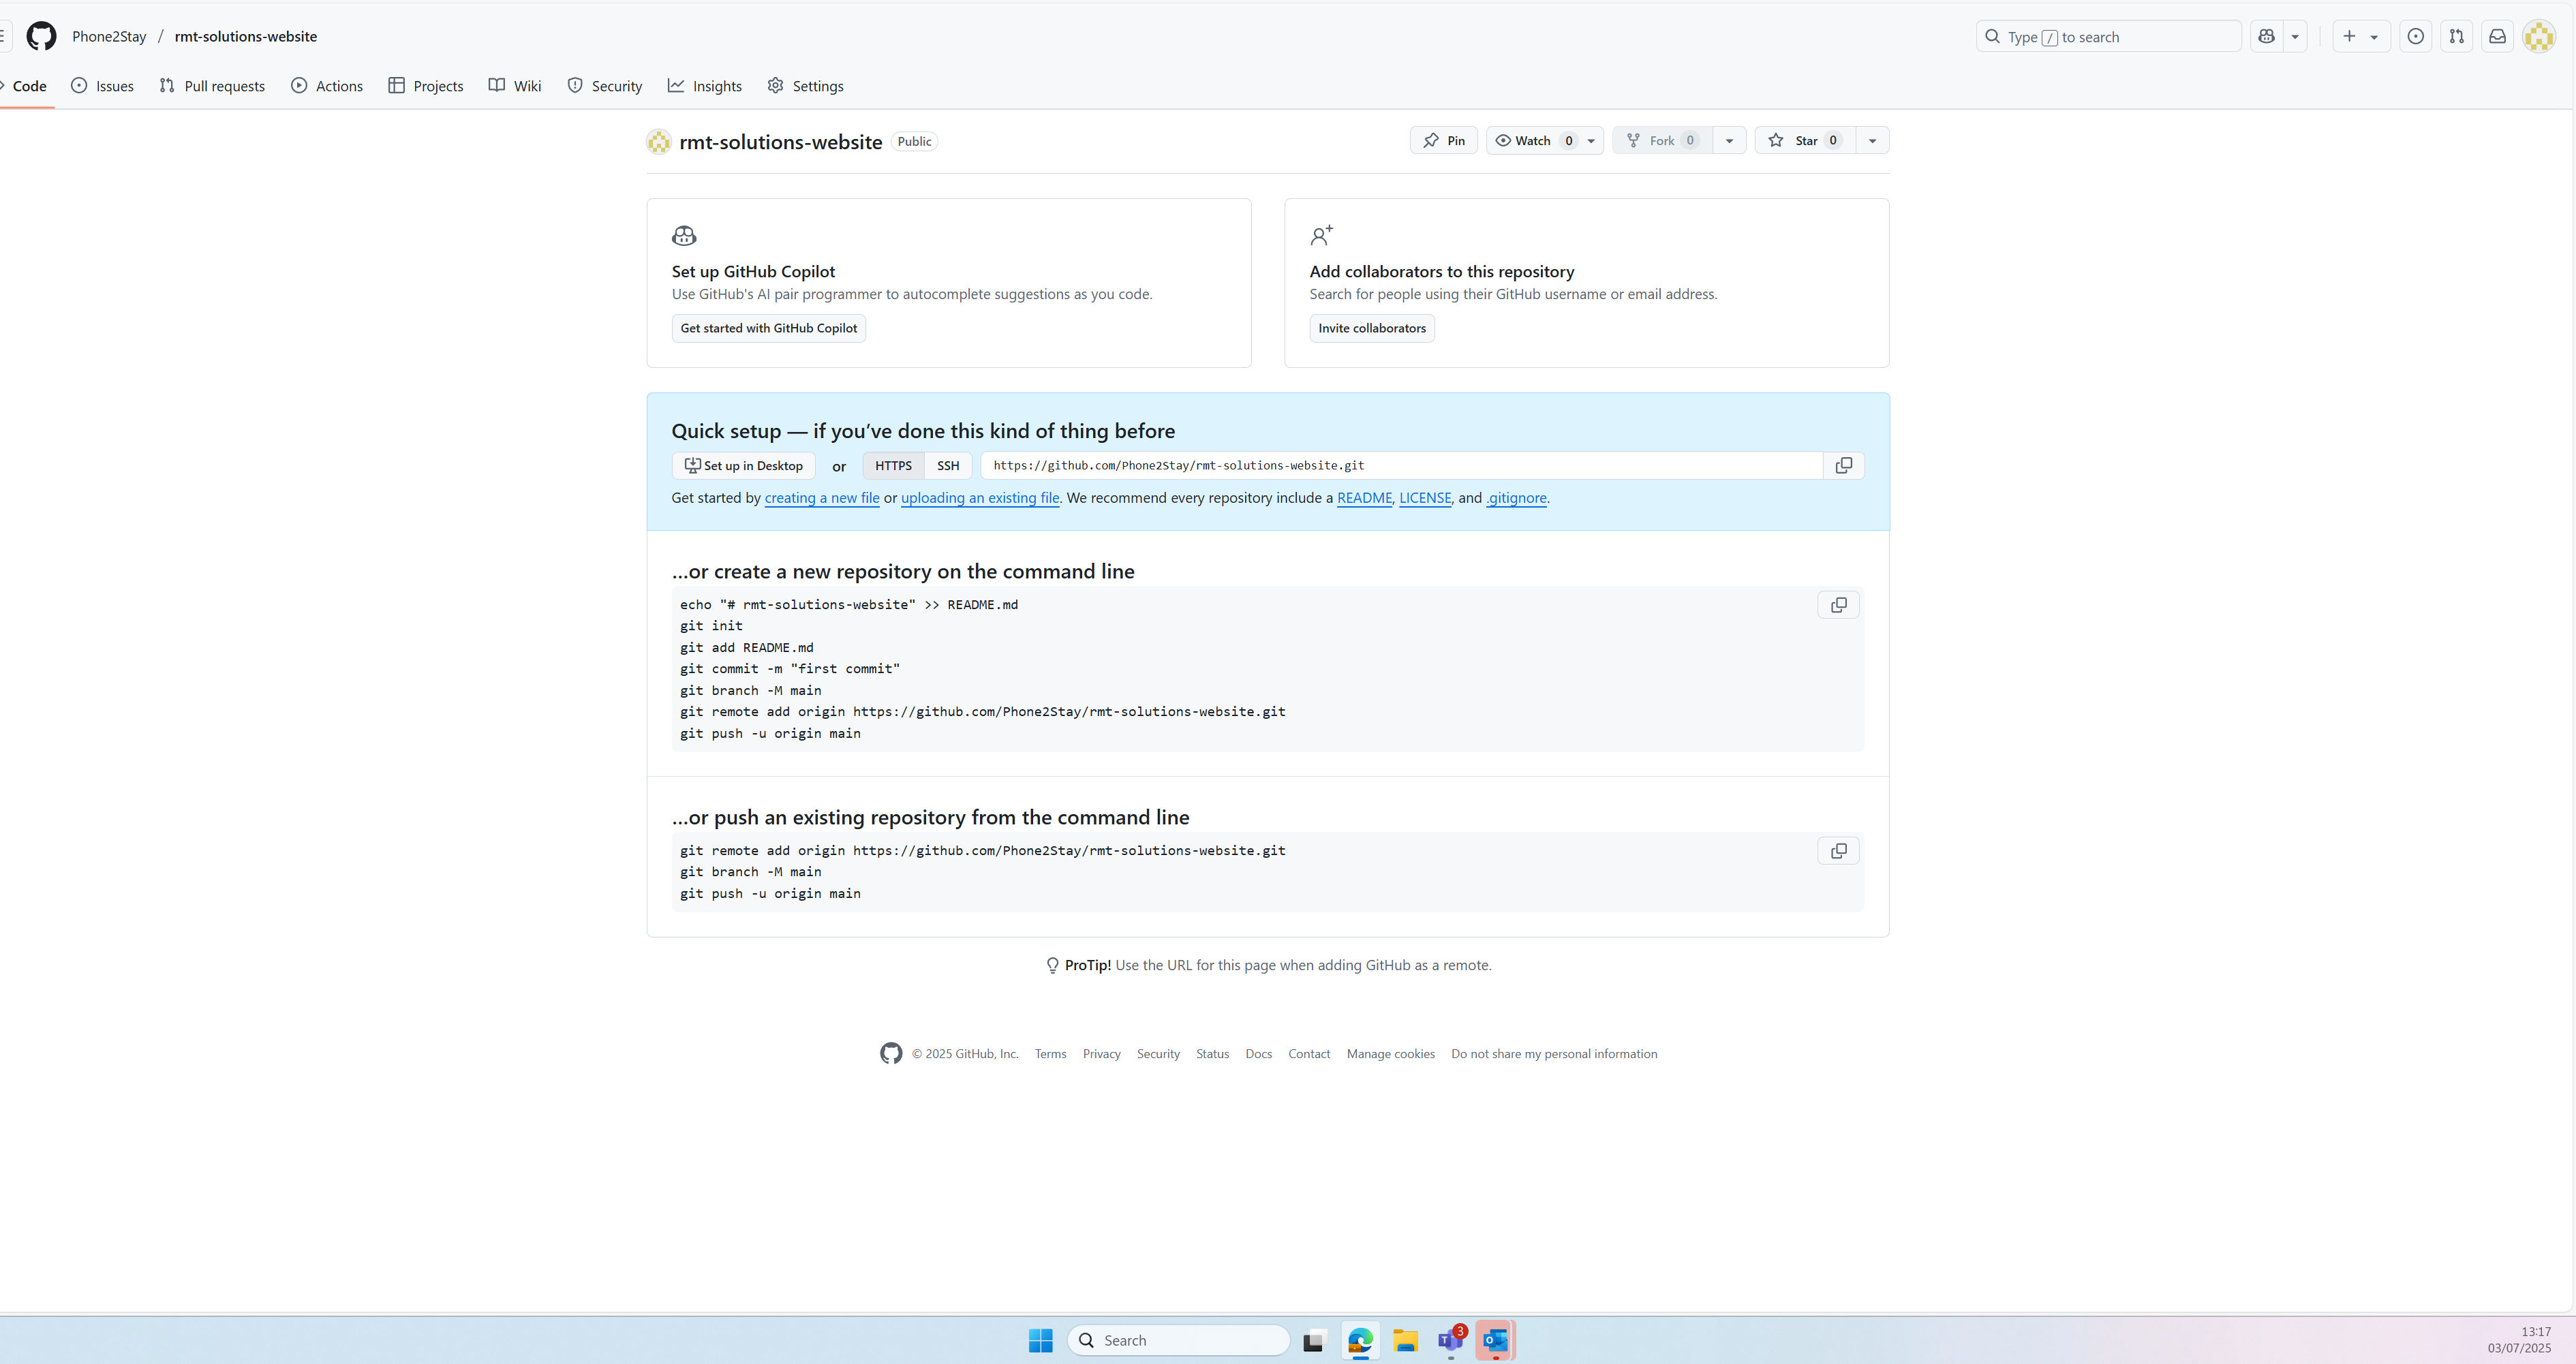 Phone2Stay / rmt-solutions-website
Type / to search
Code Issues Pull requests Actions Projects Wiki Security Insights Settings
rmt-solutions-website Public
Pin Watch 0 Fork 0 Star 0
Set up GitHub Copilot
Use GitHub's AI pair programmer to autocomplete suggestions as you code.
Get started with GitHub Copilot
Add collaborators to this repository
Search for people using their GitHub username or email address.
Invite collaborators
Quick setup — if you’ve done this kind of thing before
Set up in Desktop or HTTPS SSH https://github.com/Phone2Stay/rmt-solutions-website.git
Get started by creating a new file or uploading an existing file. We recommend every repository include a README, LICENSE, and .gitignore.
…or create a new repository on the command line
echo "# rmt-solutions-website" >> README.md
git init
git add README.md
git commit -m "first commit"
git branch -M main
git remote add origin https://github.com/Phone2Stay/rmt-solutions-website.git
git push -u origin main
…or push an existing repository from the command line
git remote add origin https://github.com/Phone2Stay/rmt-solutions-website.git
git branch -M main
git push -u origin main
ProTip! Use the URL for this page when adding GitHub as a remote.
© 2025 GitHub, Inc. Terms Privacy Security Status Docs Contact Manage cookies Do not share my personal information
Search
T 3
O
13:17
03/07/2025